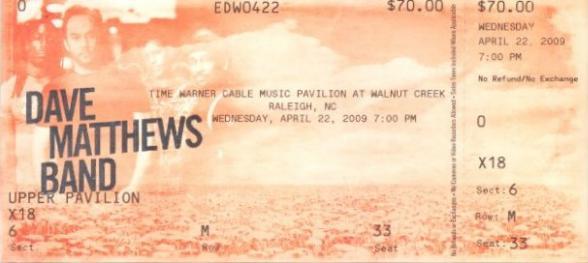 0
EDW0422
$70.00
DAVE
MATTHEWS
BAND
TIME WARNER CABLE MUSIC PAVILION AT WALNUT CREEK
RALEIGH, NC
WEDNESDAY, APRIL 22, 2009 7:00 PM
UPPER PAVILION
X18
6
M
33
Sect
Row
Seat
$70.00
WEDNESDAY
APRIL 22, 2009
7:00 PM
No Refund/No Exchange
0
X18
Sect: 6
Row: M
Seat: 33